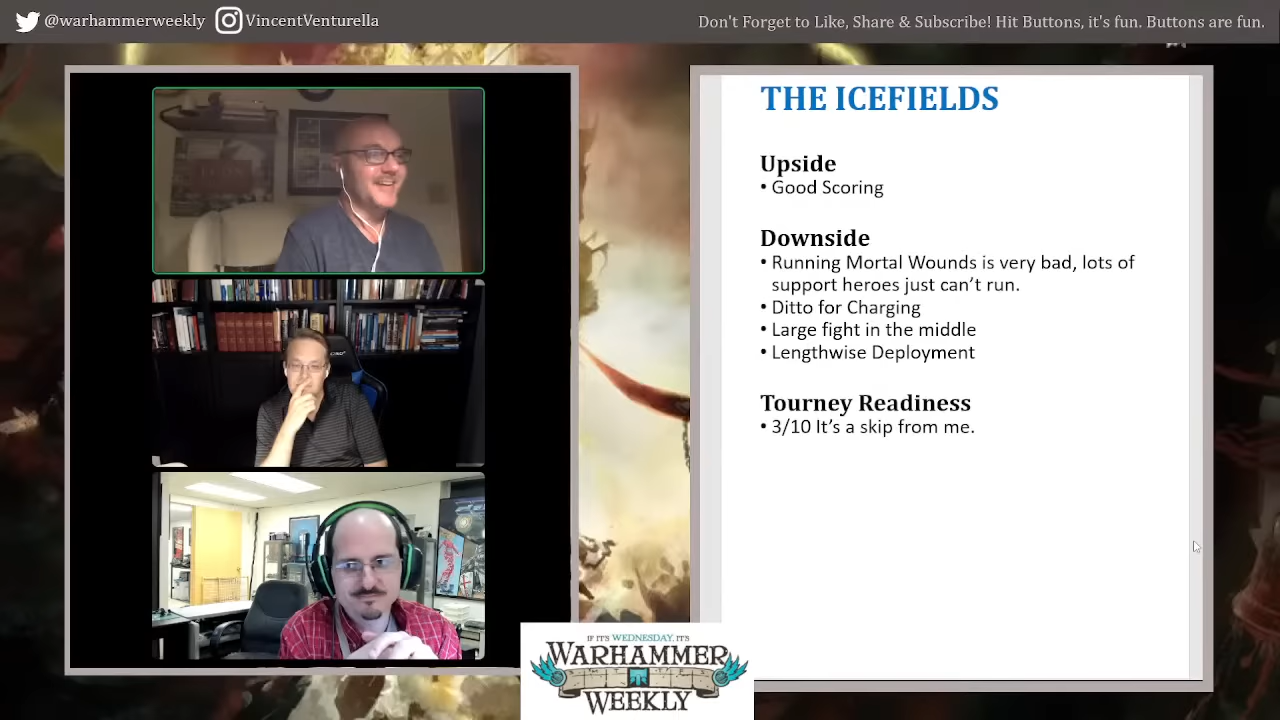 @warhammerweekly
VincentVenturella
Don't Forget to Like, Share & Subscribe! Hit Buttons, it's fun. Buttons are fun.
THE ICEFIELDS
Upside
• Good Scoring
Downside
• Running Mortal Wounds is very bad, lots of
support heroes just can't run.
• Ditto for Charging
• Large fight in the middle
• Lengthwise Deployment
Tourney Readiness
• 3/10 It's a skip from me.
IF IT'S WEDNESDAY, IT'S
WARHAMMER
WEEKLY